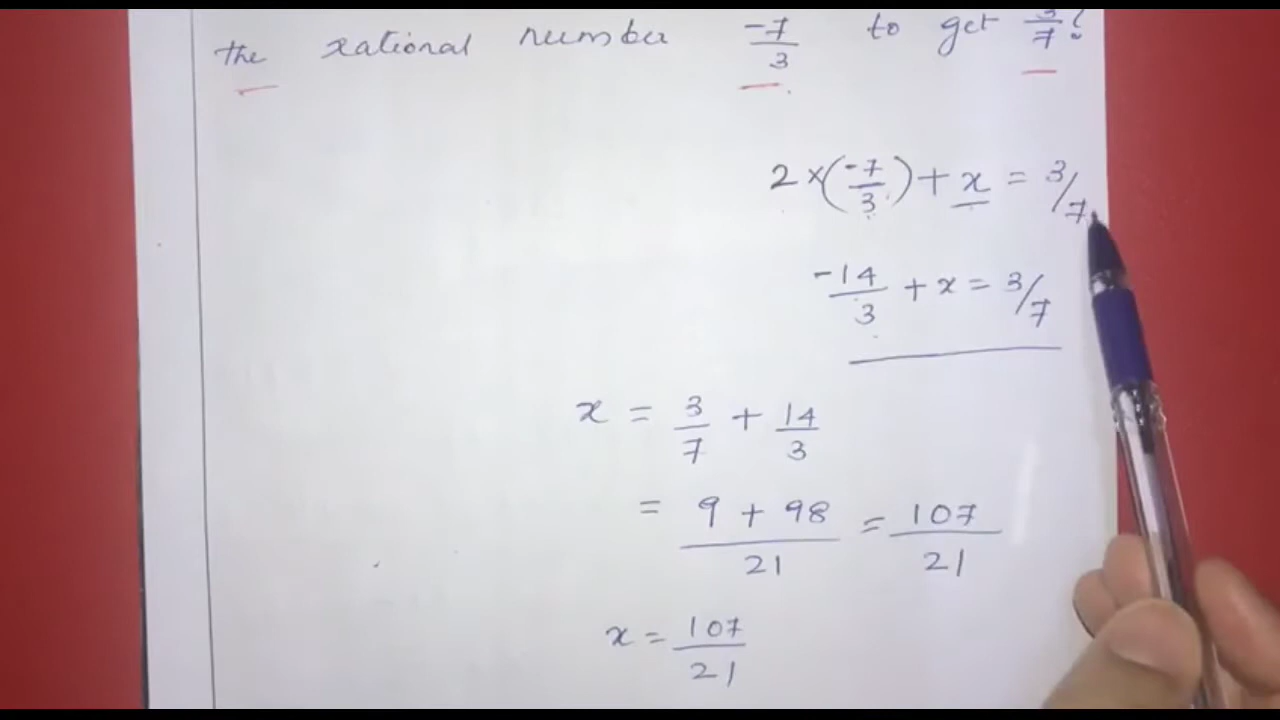 the rational number -7/3 to get 3/7?
2 × (-7/3) + x = 3/7
-14/3 + x = 3/7
x = 3/7 + 14/3
= 9 + 98/21 = 107/21
x = 107/21